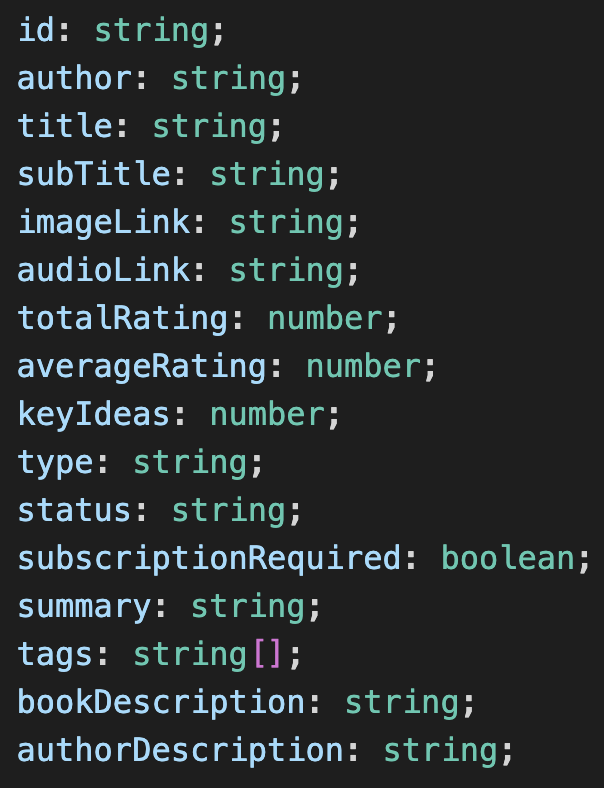 id: string;
author: string;
title: string;
subTitle: string;
imageLink: string;
audioLink: string;
totalRating: number;
averageRating: number;
keyIdeas: number;
type: string;
status: string;
subscriptionRequired: boolean;
summary: string;
tags: string[];
bookDescription: string;
authorDescription: string;